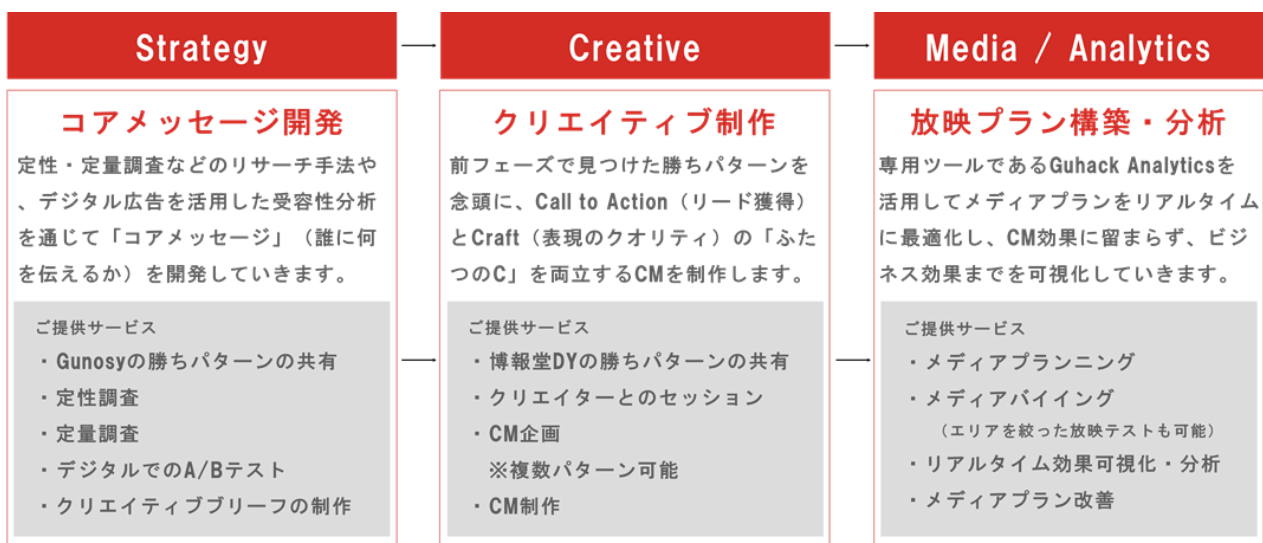 Strategy
コアメッセージ開発
定性・定量調査などのリサーチ手法や
、デジタル広告を活用した受容性分析
を通じて「コアメッセージ」（誰に何
を伝えるか）を開発していきます。
ご提供サービス
・Gunosyの勝ちパターンの共有
・定性調査
・定量調査
・デジタルでのA/Bテスト
・クリエイティブブリーフの制作
Creative
クリエイティブ制作
前フェーズで見つけた勝ちパターンを
念頭に、Call to Action（リード獲得）
とCraft（表現のクオリティ）の「ふた
つのC」を両立するCMを制作します。
ご提供サービス
・博報堂DYの勝ちパターンの共有
・クリエイターとのセッション
・CM企画
※複数パターン可能
・CM制作
Media / Analytics
放映プラン構築・分析
専用ツールであるGuhack Analyticsを
活用してメディアプランをリアルタイム
に最適化し、CM効果に留まらず、ビジ
ネス効果までを可視化していきます。
ご提供サービス
・メディアプランニング
・メディアバイイング
（エリアを絞った放映テストも可能）
・リアルタイム効果可視化・分析
・メディアプラン改善